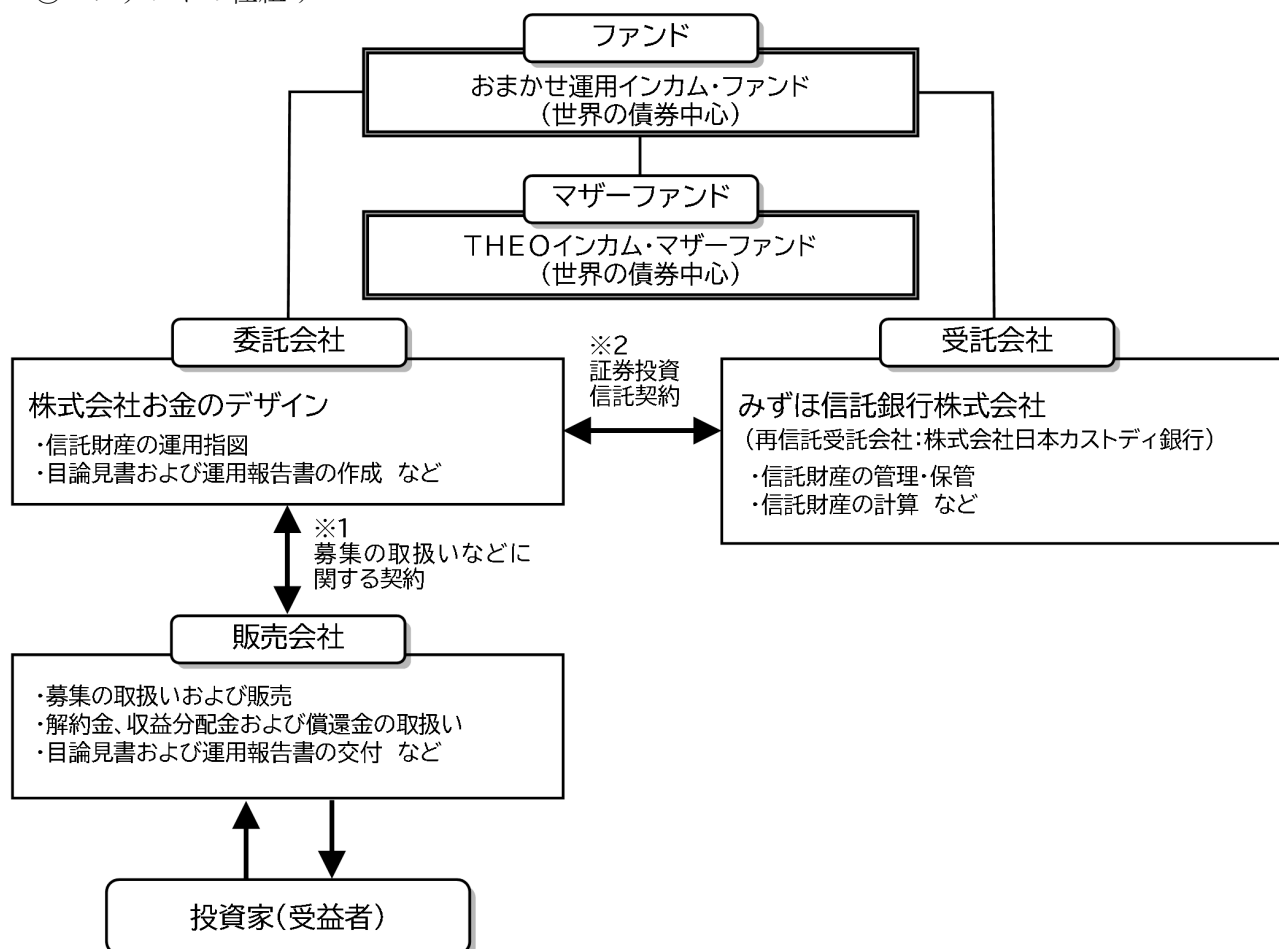 ファンド
おまかせ運用インカム・ファンド
（世界の債券中心）
マザーファンド
THEOインカム・マザーファンド
（世界の債券中心）
委託会社
株式会社お金のデザイン
・信託財産の運用指図
・目論見書および運用報告書の作成 など
※2
証券投資
信託契約
受託会社
みずほ信託銀行株式会社
（再信託受託会社：株式会社日本カストディ銀行）
・信託財産の管理・保管
・信託財産の計算 など
※1
募集の取扱いなどに
関する契約
販売会社
・募集の取扱いおよび販売
・解約金、収益分配金および償還金の取扱い
・目論見書および運用報告書の交付 など
投資家（受益者）